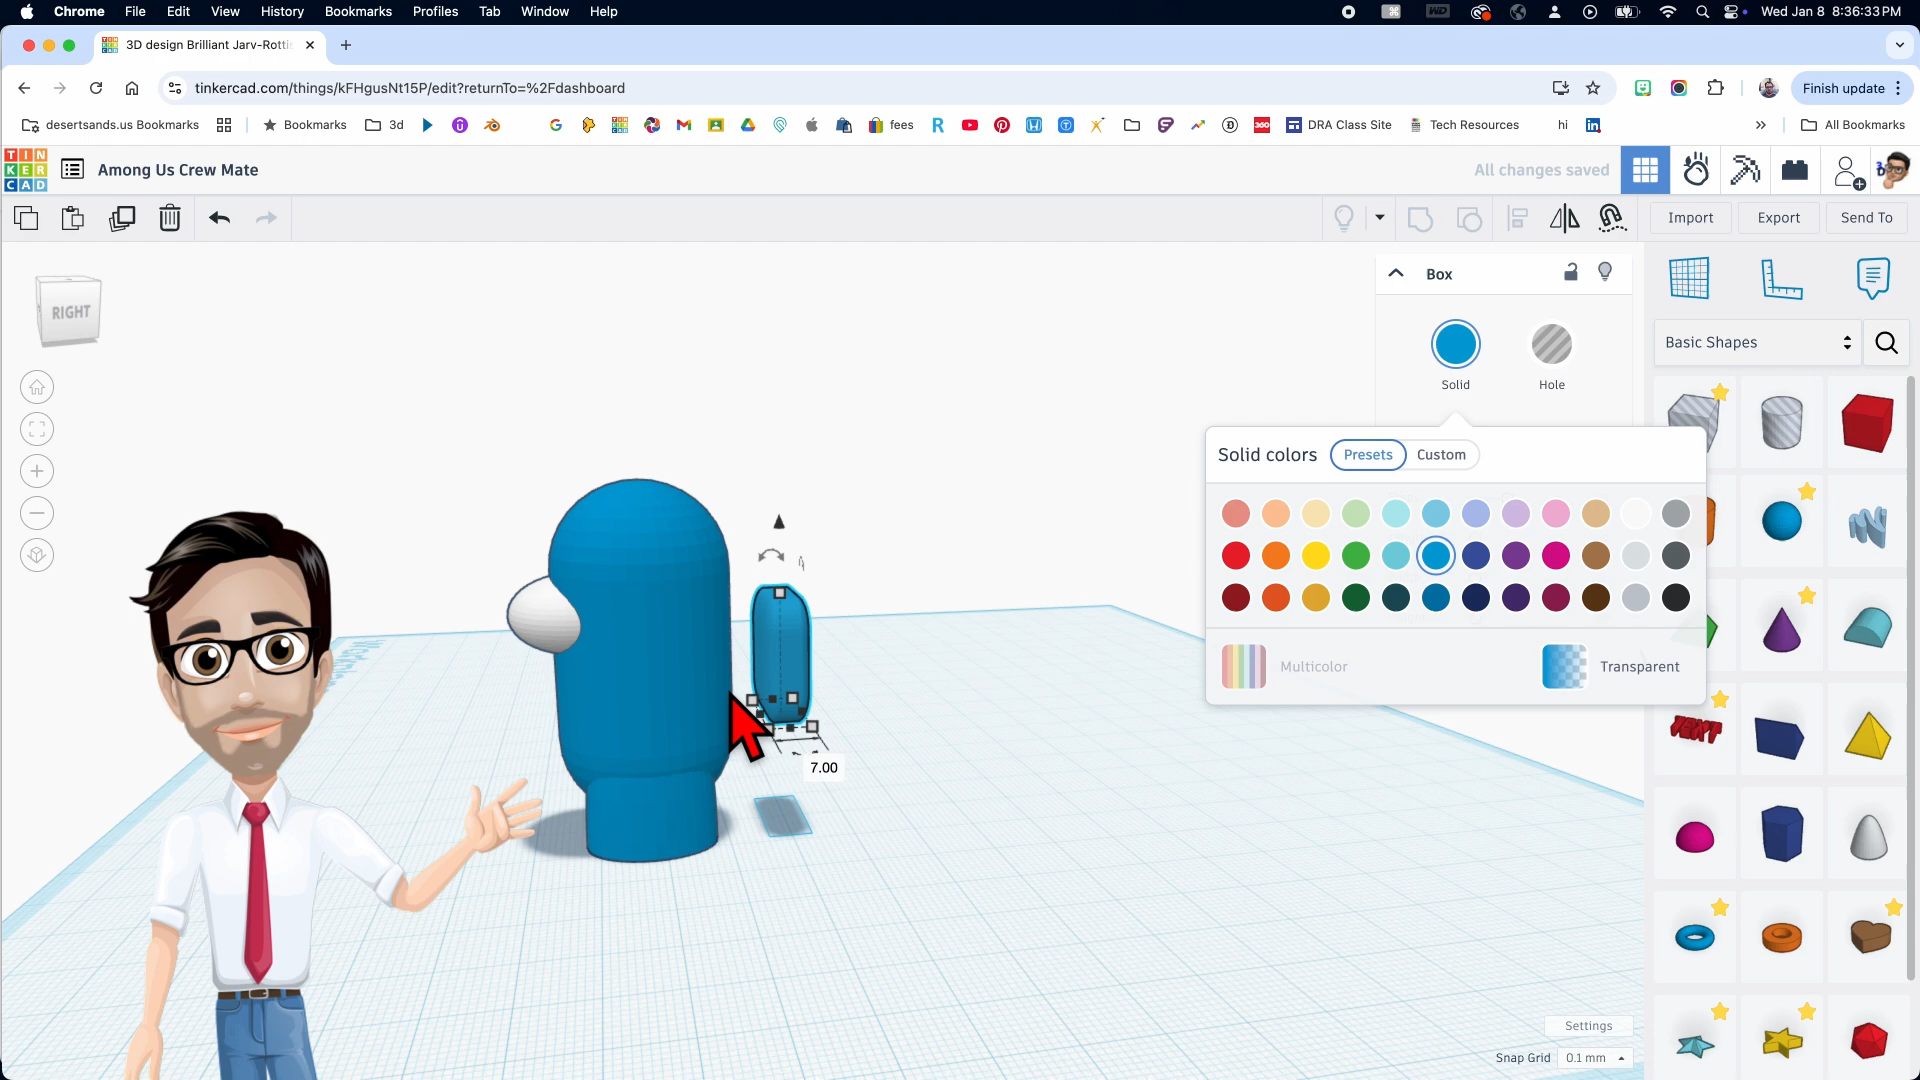 Chrome File Edit View History Bookmarks Profiles Tab Window Help
WD
Wed Jan 8 8:36:33 PM
3D design Brilliant Jarv-Rotti
tinkercad.com/things/kFHgusNt15P/edit?returnTo=%2Fdashboard
Finish update
desertsands.us Bookmarks
Bookmarks
3d
fees
DRA Class Site
Tech Resources
hi
All Bookmarks
TIN
KER
CAD
Among Us Crew Mate
All changes saved
Import
Export
Send To
RIGHT
Box
Solid
Hole
Basic Shapes
Solid colors
Presets
Custom
Multicolor
Transparent
TEXT
7.00
Settings
Snap Grid
0.1 mm